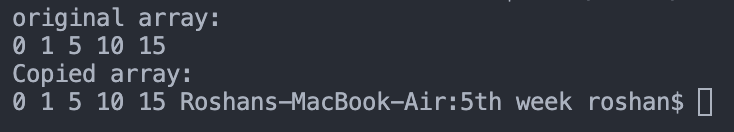 original array:
0 1 5 10 15
Copied array:
0 1 5 10 15 Roshans-MacBook-Air:5th week roshan$